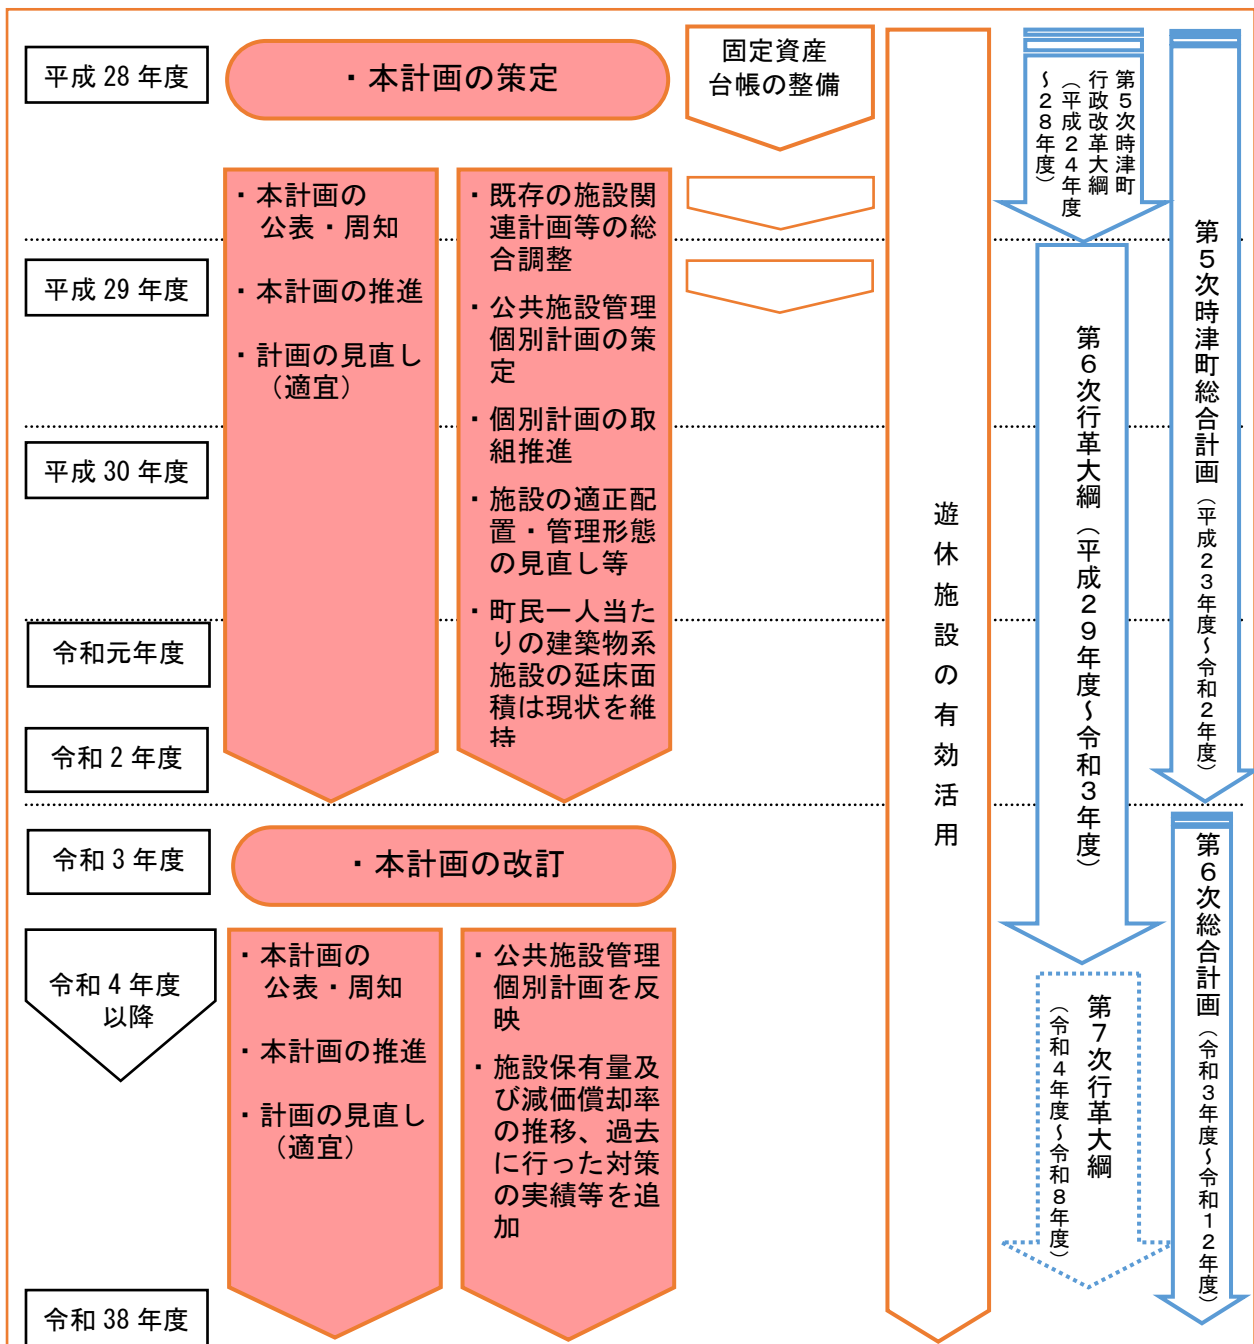 平成 28 年度
・本計画の策定
固定資産
台帳の整備
第５次時津町
行政改革大綱
（平成２４年度
～２８年度）
第５次時津町総合計画（平成２３年度～令和２年度）
・本計画の
公表・周知
・本計画の推進
・計画の見直し
（適宜）
・既存の施設関
連計画等の総
合調整
・公共施設管理
個別計画の策
定
・個別計画の取
組推進
・施設の適正配
置・管理形態
の見直し等
・町民一人当た
りの建築物系
施設の延床面
積は現状を維
持
平成 29 年度
平成 30 年度
令和元年度
令和 2 年度
遊休施設の有効活用
第６次行革大綱（平成２９年度～令和３年度）
令和 3 年度
・本計画の改訂
令和 4 年度
以降
・本計画の
公表・周知
・本計画の推進
・計画の見直し
（適宜）
・公共施設管理
個別計画を反
映
・施設保有量及
び減価償却率
の推移、過去
に行った対策
の実績等を追
加
第７次行革大綱
（令和４年度～令和８年度）
第６次総合計画（令和３年度～令和１２年度）
令和 38 年度